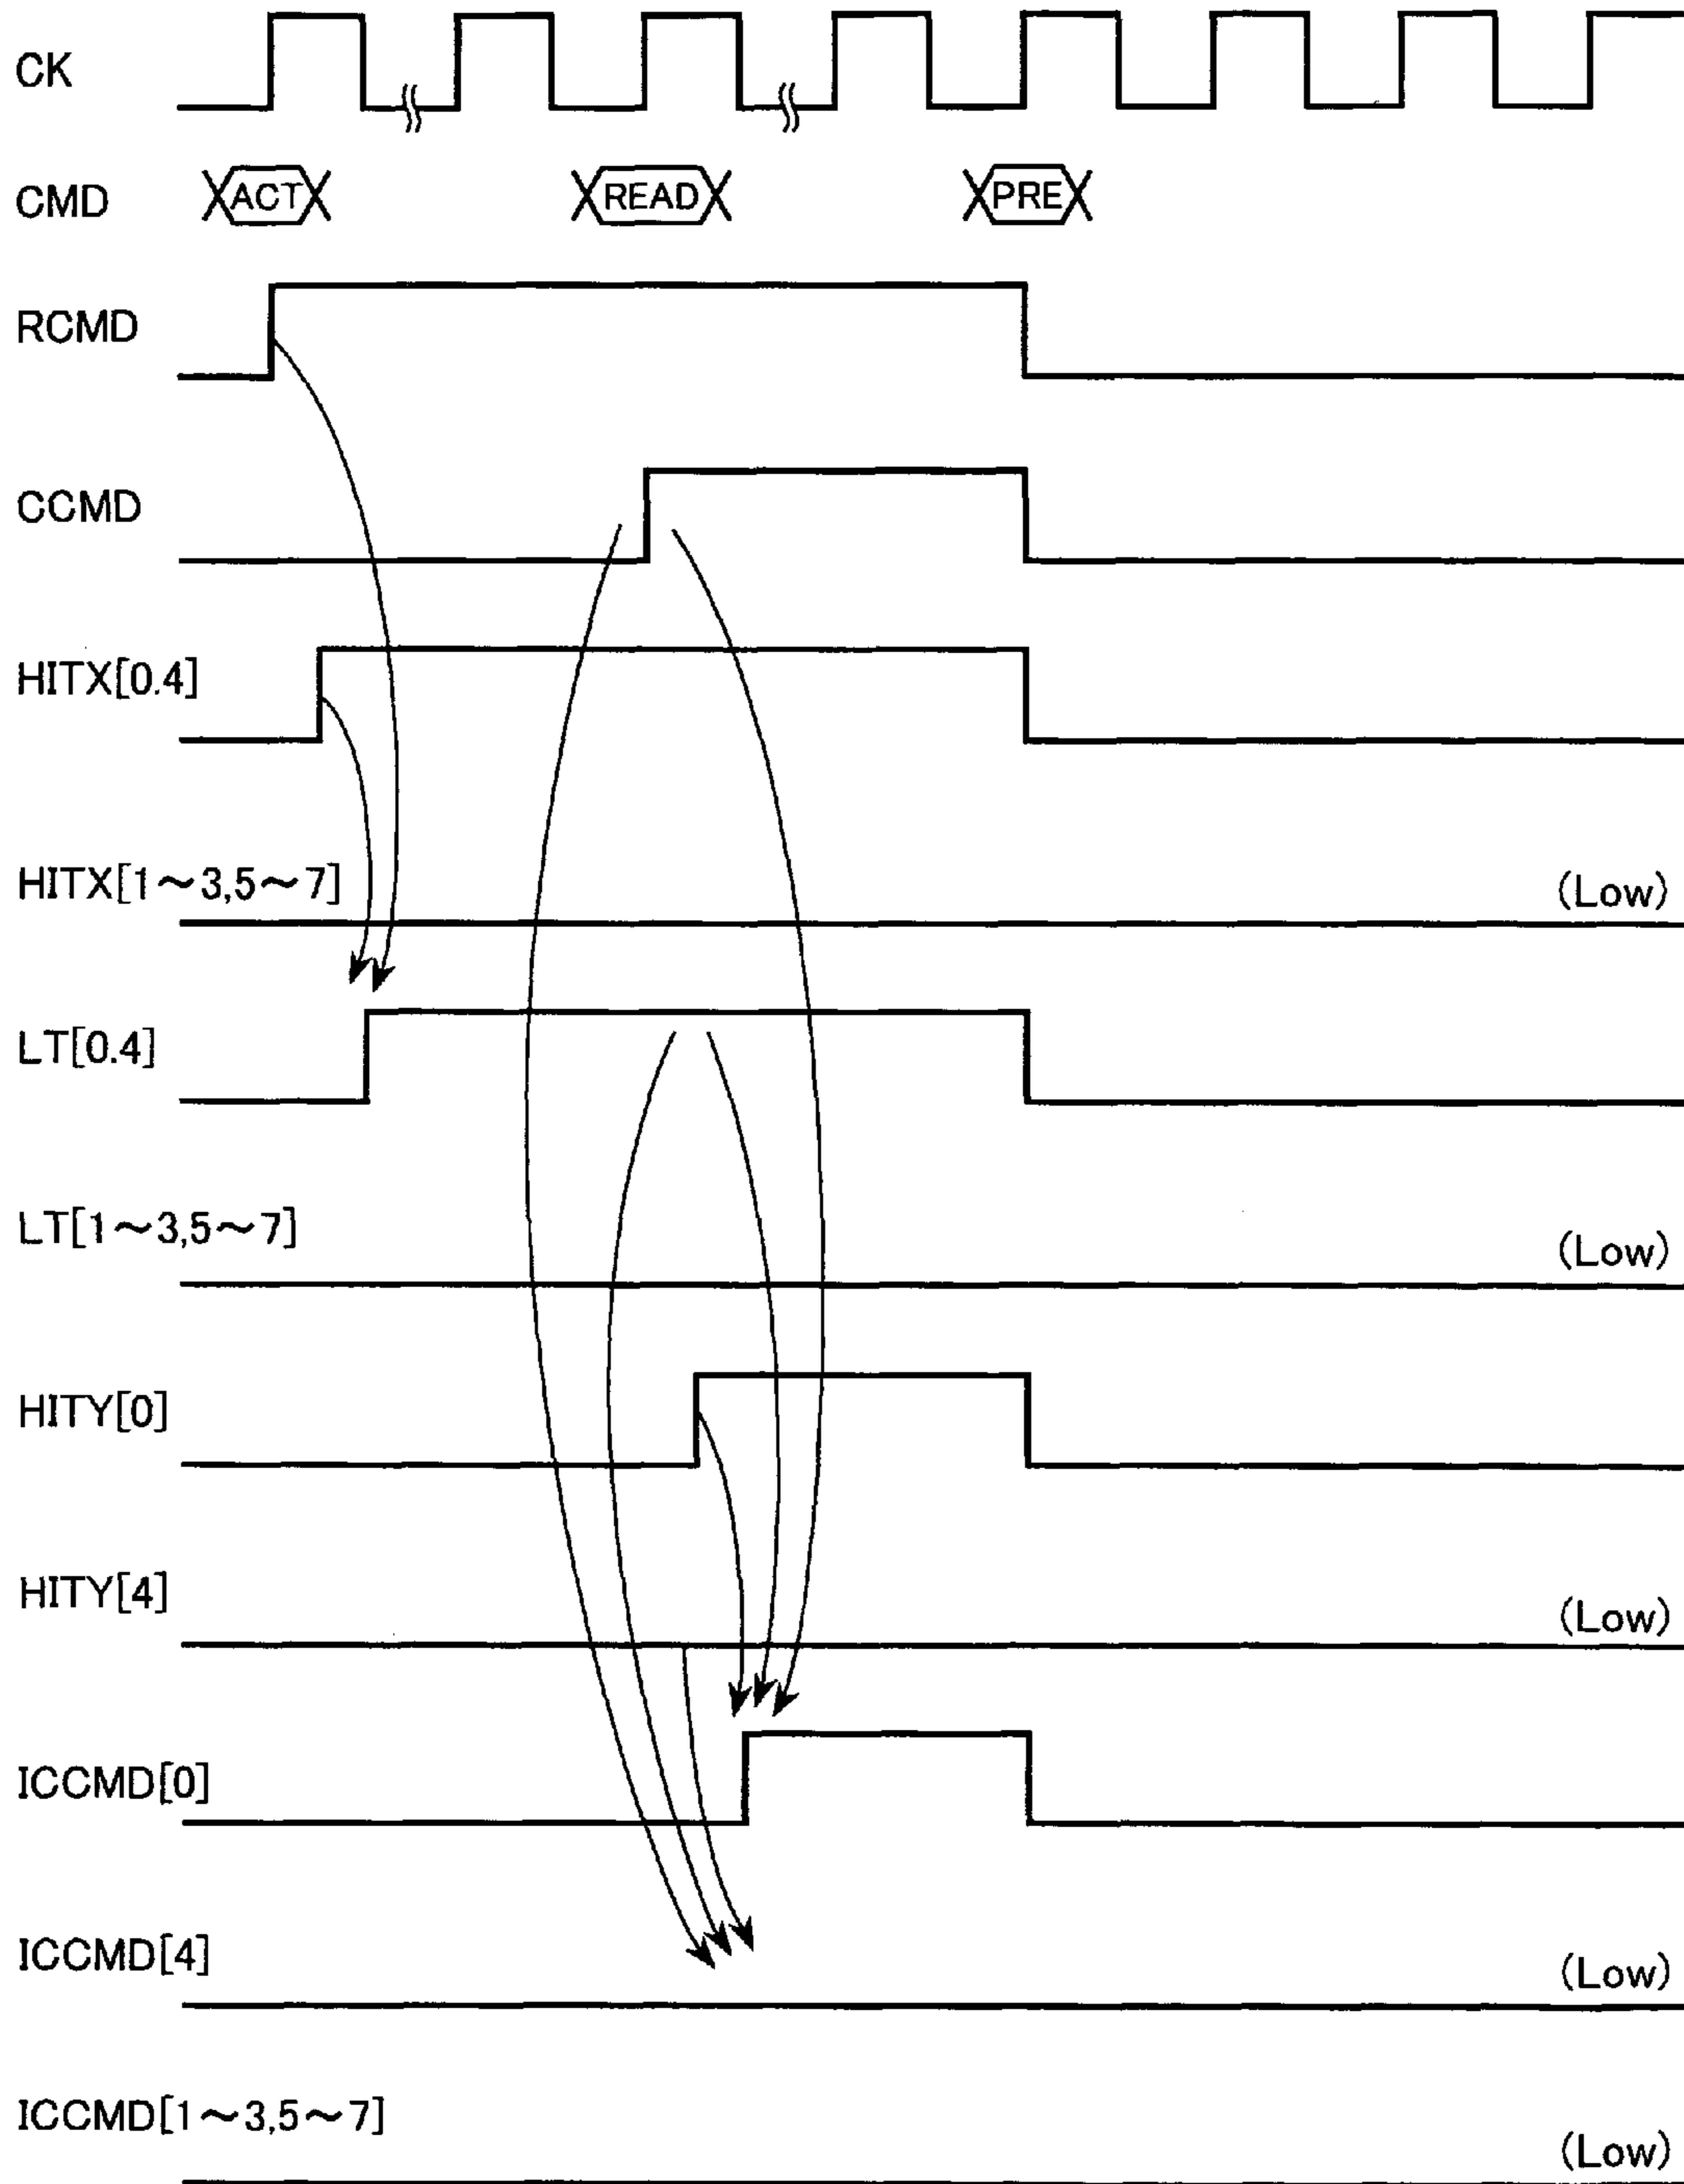 CK
CMD
ACT READ PRE
RCMD
CCMD
HITX[0.4]
HITX[1～3,5～7] (Low)
LT[0.4]
LT[1～3,5～7] (Low)
HITY[0]
HITY[4] (Low)
ICCMD[0]
ICCMD[4] (Low)
ICCMD[1～3,5～7] (Low)